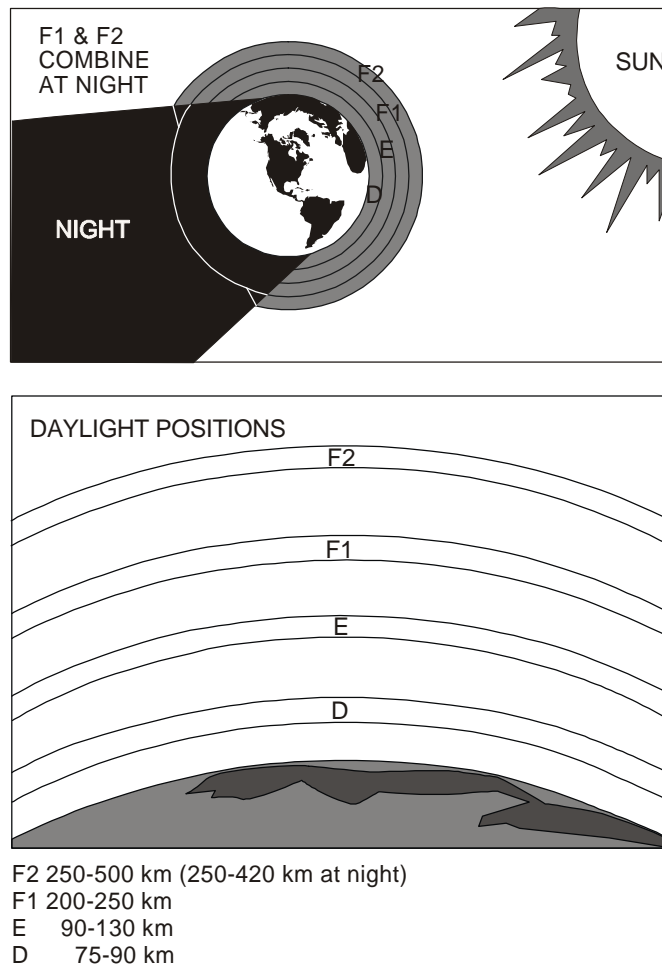 F1 & F2
COMBINE
AT NIGHT
SUN
F2
F1
E
D
NIGHT
DAYLIGHT POSITIONS
F2
F1
E
D
F2 250-500 km (250-420 km at night)
F1 200-250 km
E 90-130 km
D 75-90 km